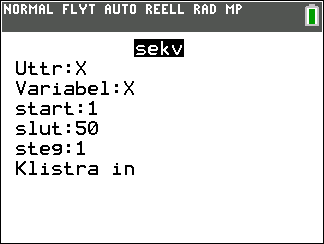 NORMAL FLYT AUTO REELL RAD MP
sekv
Uttr:X
Variabel:X
start:1
slut:50
steg:1
Klistra in